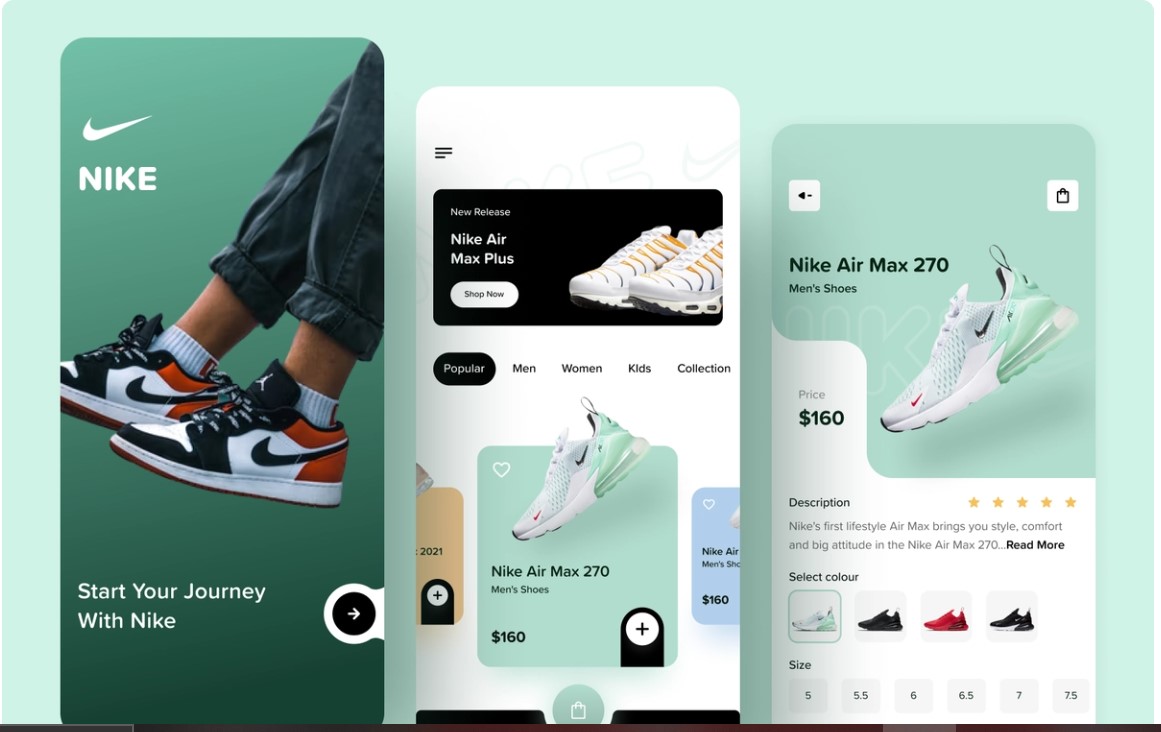 NIKE
Start Your Journey
With Nike
New Release
Nike Air
Max Plus
Shop Now
Popular Men Women KIds Collection
2021
Nike Air Max 270
Men's Shoes
$160
Nike Air
Men's Sho
$160
Nike Air Max 270
Men's Shoes
Price
$160
Description
Nike's first lifestyle Air Max brings you style, comfort
and big attitude in the Nike Air Max 270...Read More
Select colour
Size
5 5.5 6 6.5 7 7.5